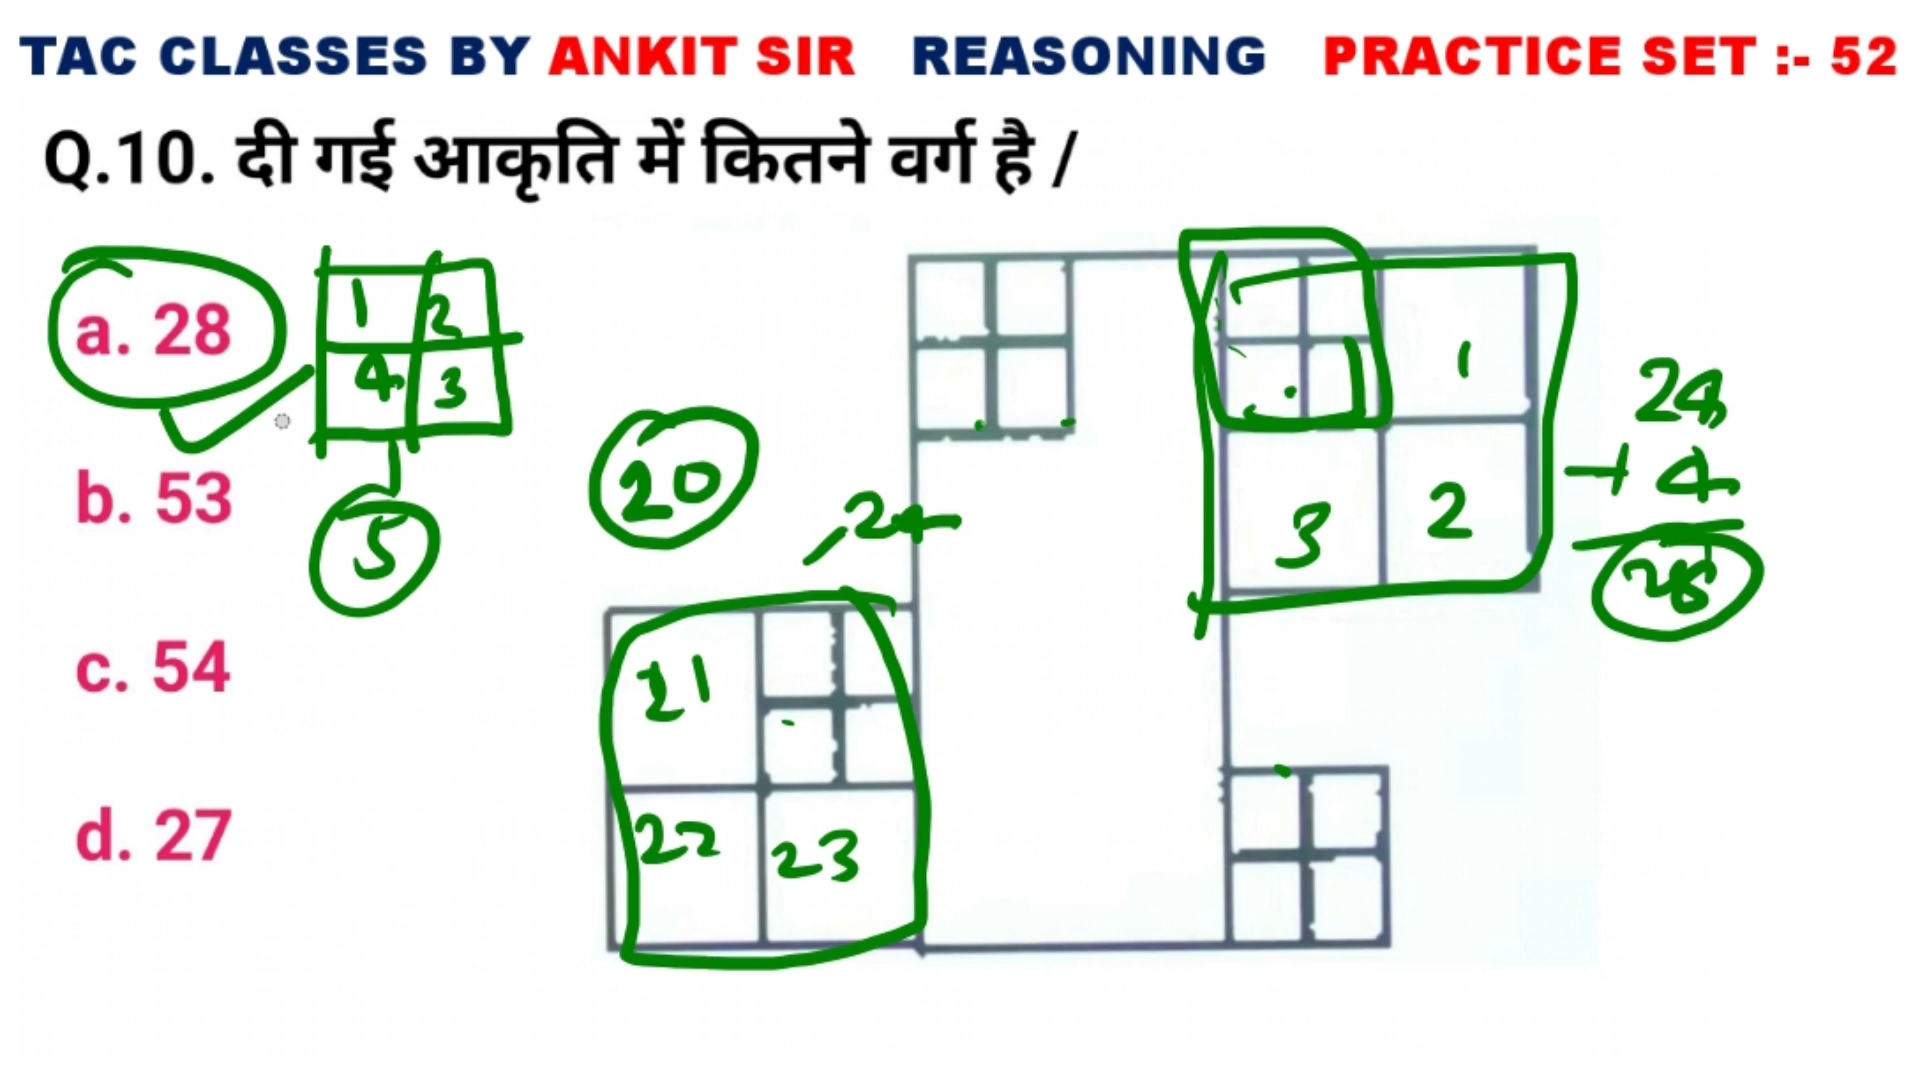 TAC CLASSES BY ANKIT SIR REASONING PRACTICE SET :- 52
Q.10. दी गई आकृति में कितने वर्ग है /
a. 28
b. 53
c. 54
d. 27
1 2
4 3
5
20
24
1
3 2
24
+ 4
28
21
22 23